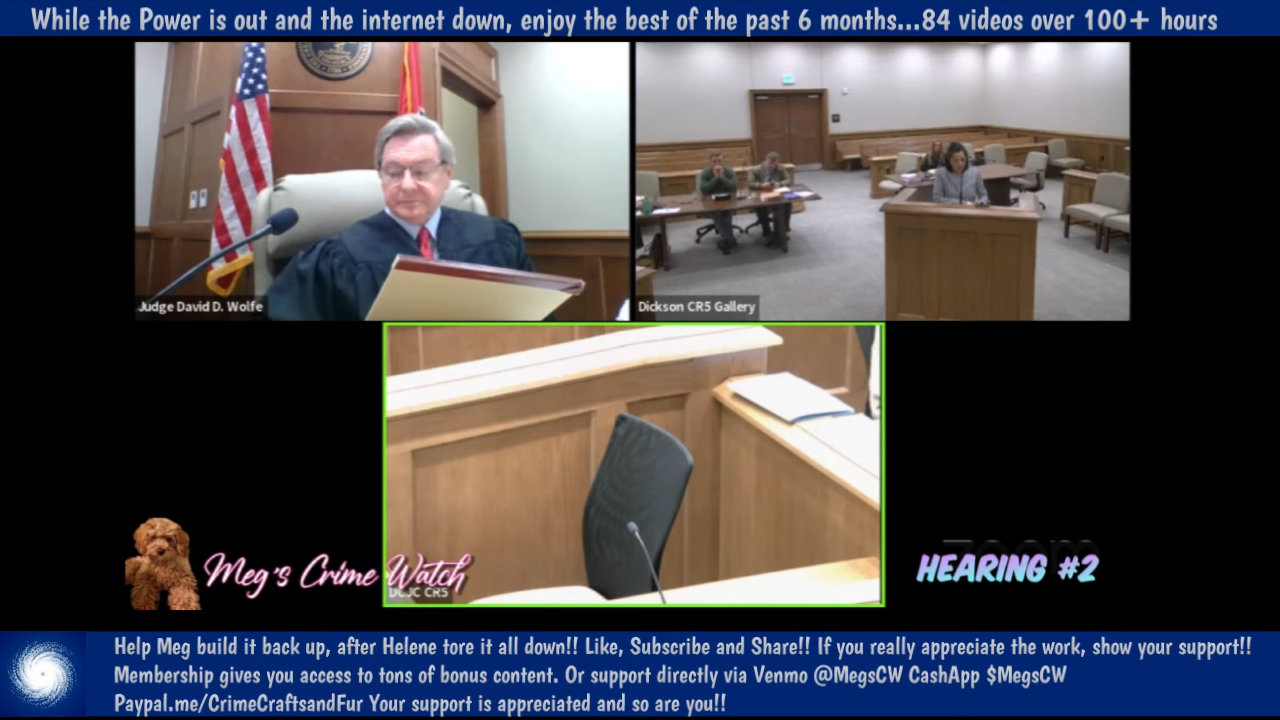 While the Power is out and the internet down, enjoy the best of the past 6 months...84 videos over 100+ hours
Judge David D. Wolfe
Dickson CR5 Gallery
Meg's Crime Watch
DCJC CR5
HEARING #2
Help Meg build it back up, after Helene tore it all down!! Like, Subscribe and Share!! If you really appreciate the work, show your support!!
Membership gives you access to tons of bonus content. Or support directly via Venmo @MegsCW CashApp $MegsCW
Paypal.me/CrimeCraftsandFur Your support is appreciated and so are you!!